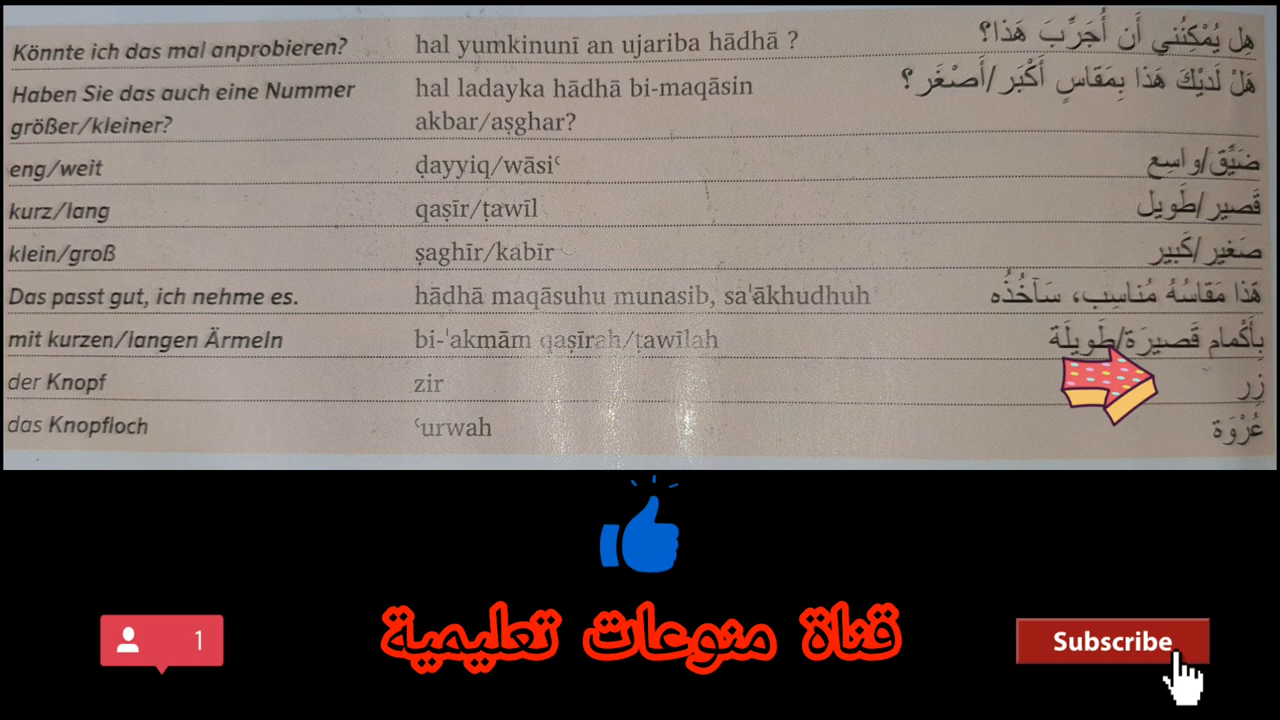 Könnte ich das mal anprobieren? hal yumkinunī an ujariba hādhā ? هِل يُمْكِنُني أَن أُجَرِّبَ هَذا؟
Haben Sie das auch eine Nummer hal ladayka hādhā bi-maqāsin هَلْ لَدَيْكَ هَذا بِمَقاسٍ أَكْبَر/أَصْغَر؟
größer/kleiner? akbar/aṣghar?
eng/weit ḍayyiq/wāsiʿ ضَيِّق/واسِع
kurz/lang qaṣīr/ṭawīl قَصير/طَويل
klein/groß ṣaghīr/kabīr صَغير/كَبير
Das passt gut, ich nehme es. hāḏhā maqāsuhu munasib, saˈākhudhuh هَذا مَقاسُهُ مُناسِب، سَآخُذُه
mit kurzen/langen Ärmeln bi-ˈakmām qaṣīrah/ṭawīlah بِأَكْمام قَصيرَة/طَويلَة
der Knopf zir زِر
das Knopfloch ʿurwah عُرْوَة
قناة منوعات تعليمية
1 Subscribe